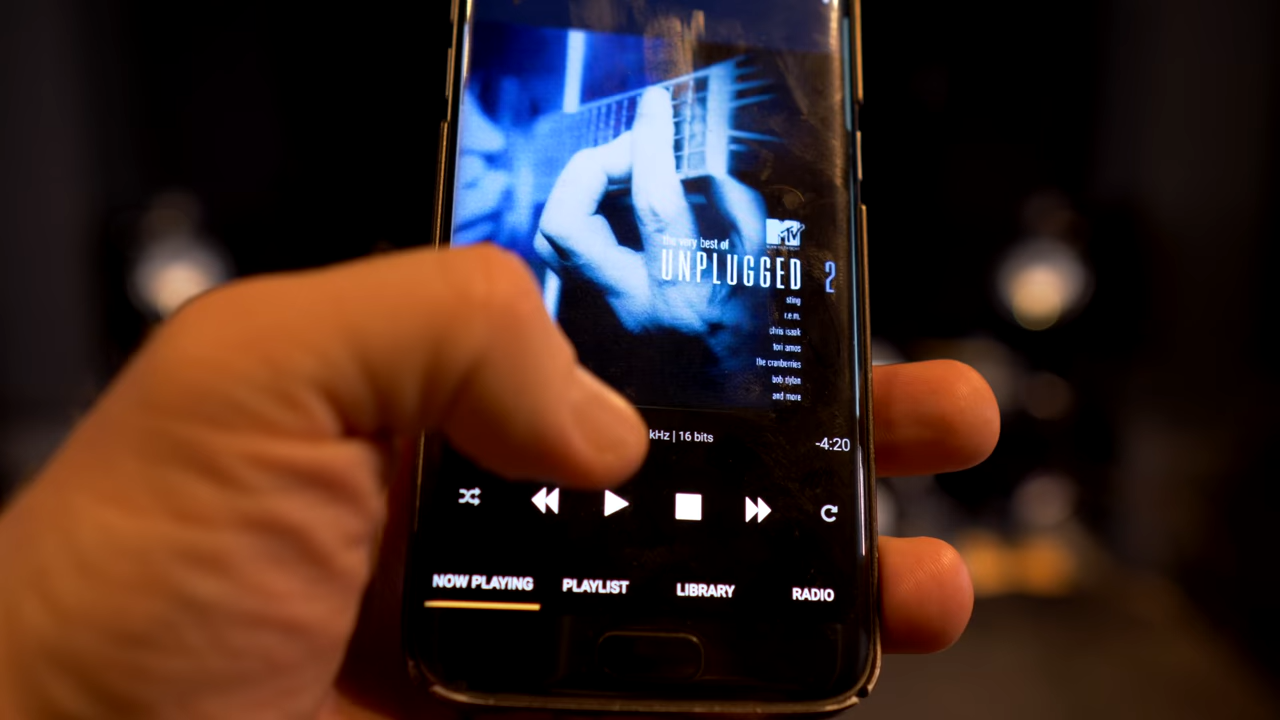 MTV
the very best of
UNPLUGGED 2
sting
r.e.m.
chris isaak
tori amos
the cranberries
bob dylan
and more
kHz | 16 bits
-4:20
NOW PLAYING PLAYLIST LIBRARY RADIO